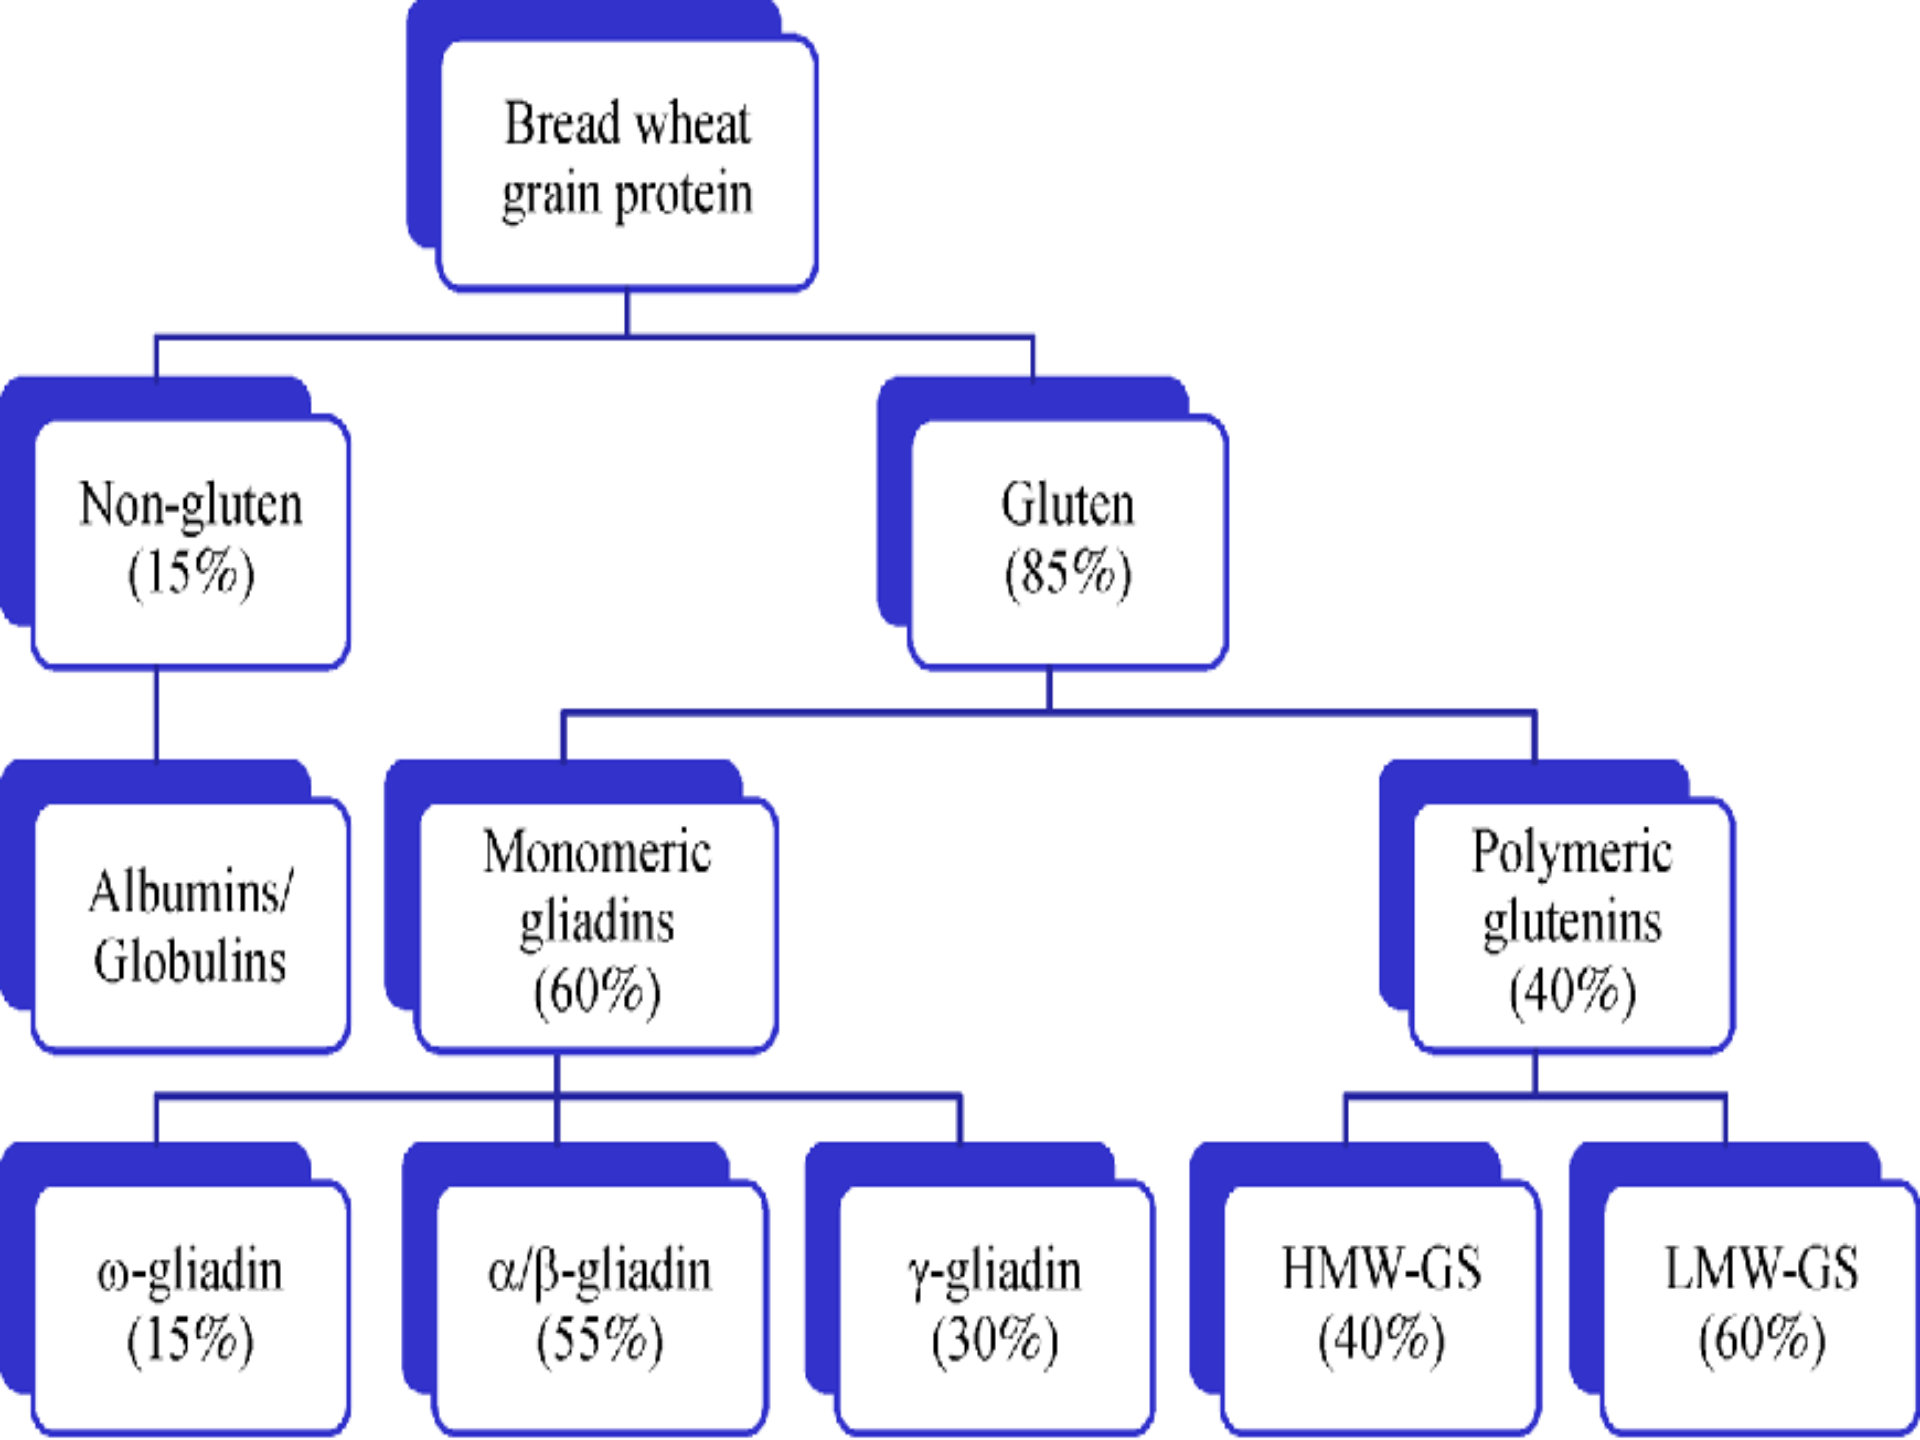 Bread wheat
grain protein
Non-gluten
(15%)
Gluten
(85%)
Albumins/
Globulins
Monomeric
gliadins
(60%)
Polymeric
glutenins
(40%)
ω-gliadin
(15%)
α/β-gliadin
(55%)
γ-gliadin
(30%)
HMW-GS
(40%)
LMW-GS
(60%)